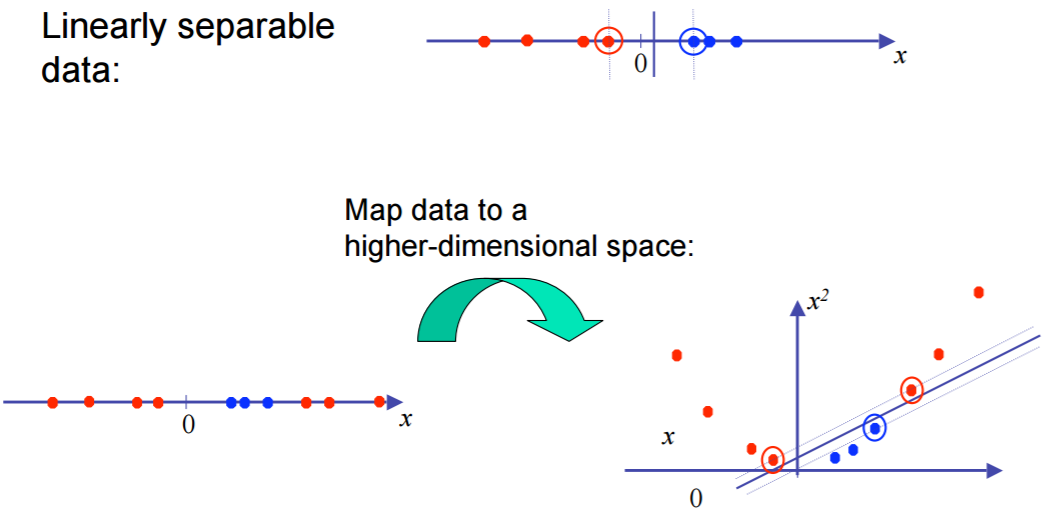 Linearly separable
data:
0
x
Map data to a
higher-dimensional space:
x²
0
x
x
0